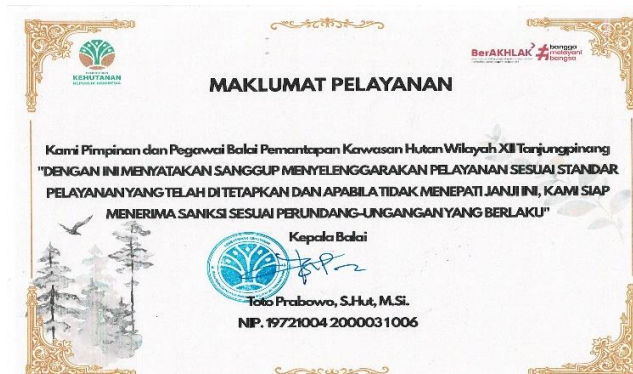 KEHUTANAN
BerAKHLAK
#bangga
melayani
bangsa
MAKLUMAT PELAYANAN
Kami Pimpinan dan Pegawai Balai Pemantapan Kawasan Hutan Wilayah XII Tanjungpinang
"DENGAN INI MENYATAKAN SANGGUP MENYELENGGARAKAN PELAYANAN SESUAI STANDAR
PELAYANAN YANG TELAH DI TETAPKAN DAN APABILA TIDAK MENEPATI JANJI INI, KAMI SIAP
MENERIMA SANKSI SESUAI PERUNDANG-UNGANGAN YANG BERLAKU"
Kepala Balai
Toto Prabowo, S.Hut, M.Si.
NIP. 19721004 2000031 006